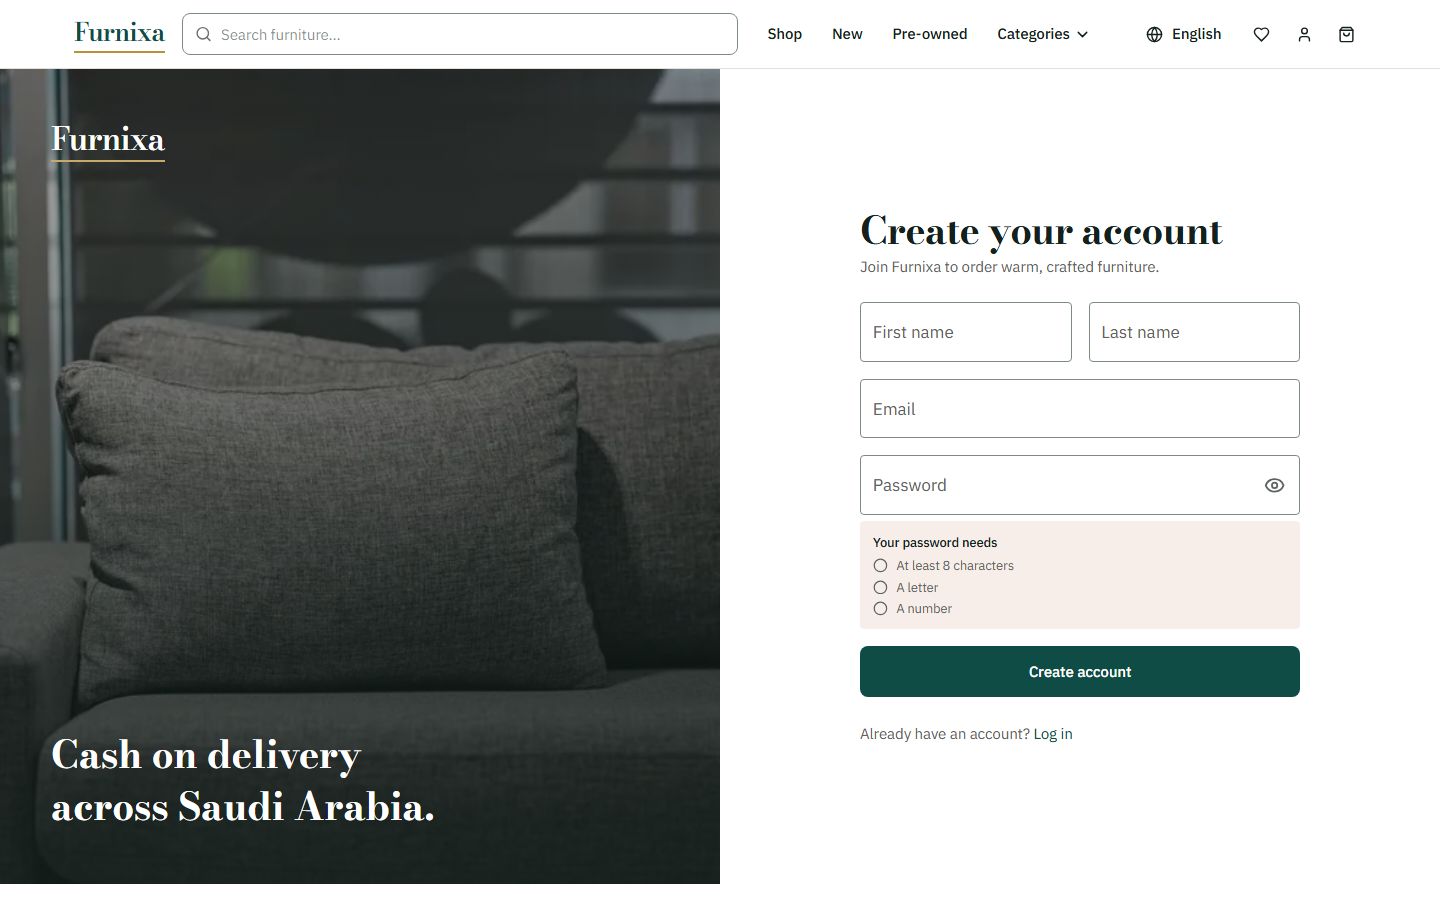 Furnixa
Search furniture...
Shop
New
Pre-owned
Categories
English
Furnixa
Cash on delivery
across Saudi Arabia.
Create your account
Join Furnixa to order warm, crafted furniture.
First name
Last name
Email
Password
Your password needs
At least 8 characters
A letter
A number
Create account
Already have an account? Log in